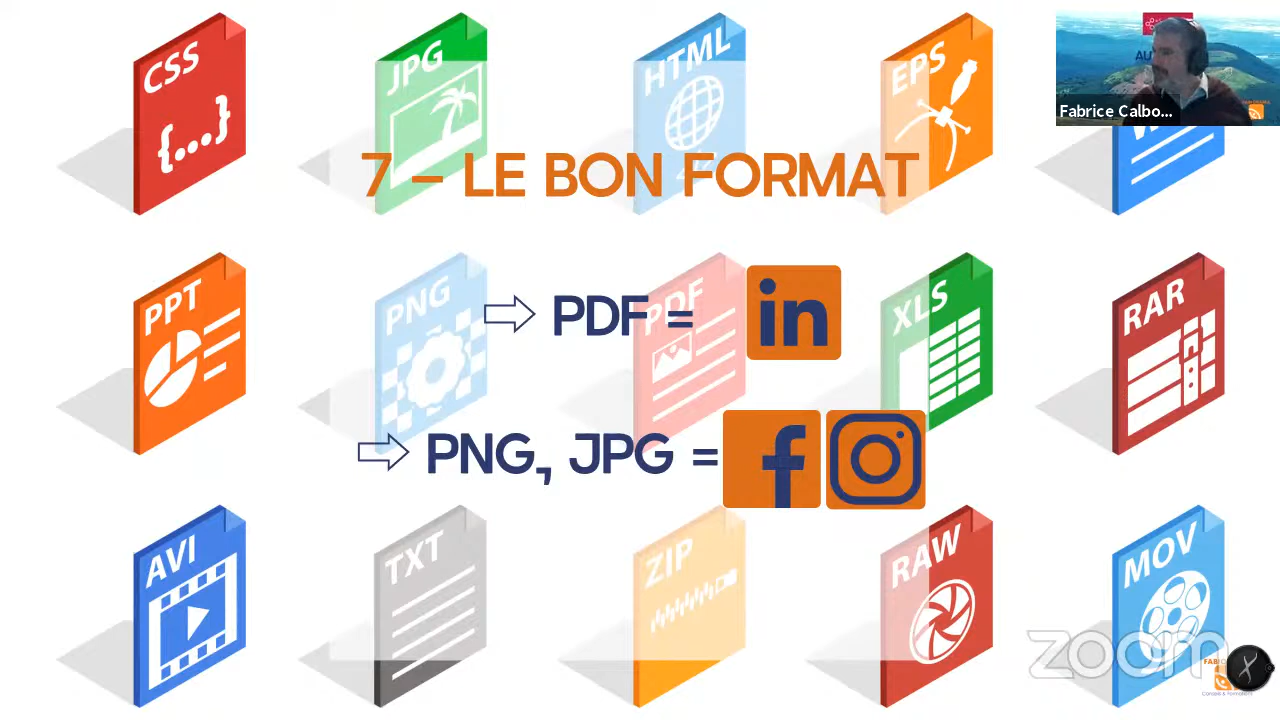 CSS
{...}
JPG
HTML
EPS
Fabrice Calbo...
7 – LE BON FORMAT
PPT
PNG
PDF
XLS
RAR
PDF =
in
PNG, JPG =
f
AVI
TXT
ZIP
RAW
MOV
zoom